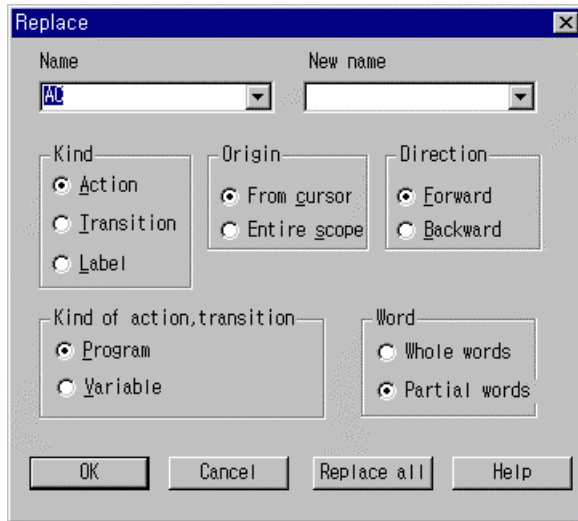 Replace
Name New name
AC
Kind Origin Direction
Action From cursor Forward
Transition Entire scope Backward
Label
Kind of action,transition Word
Program Whole words
Variable Partial words
OK Cancel Replace all Help